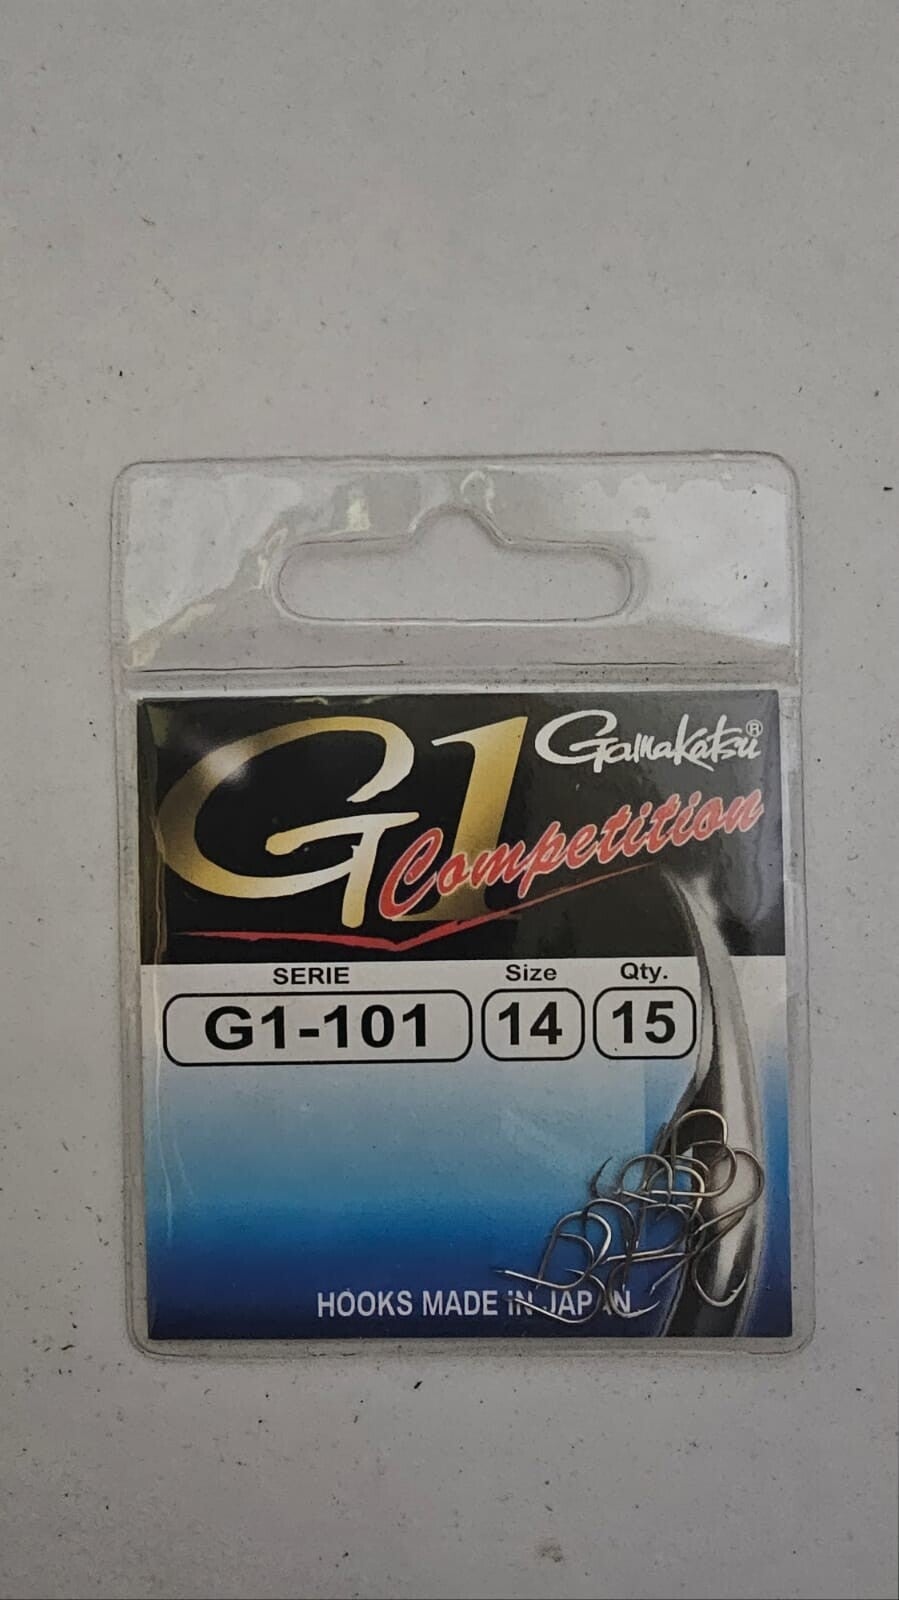 G1 Gamakatsu®
Competition
SERIE Size Qty.
G1-101 14 15
HOOKS MADE IN JAPAN